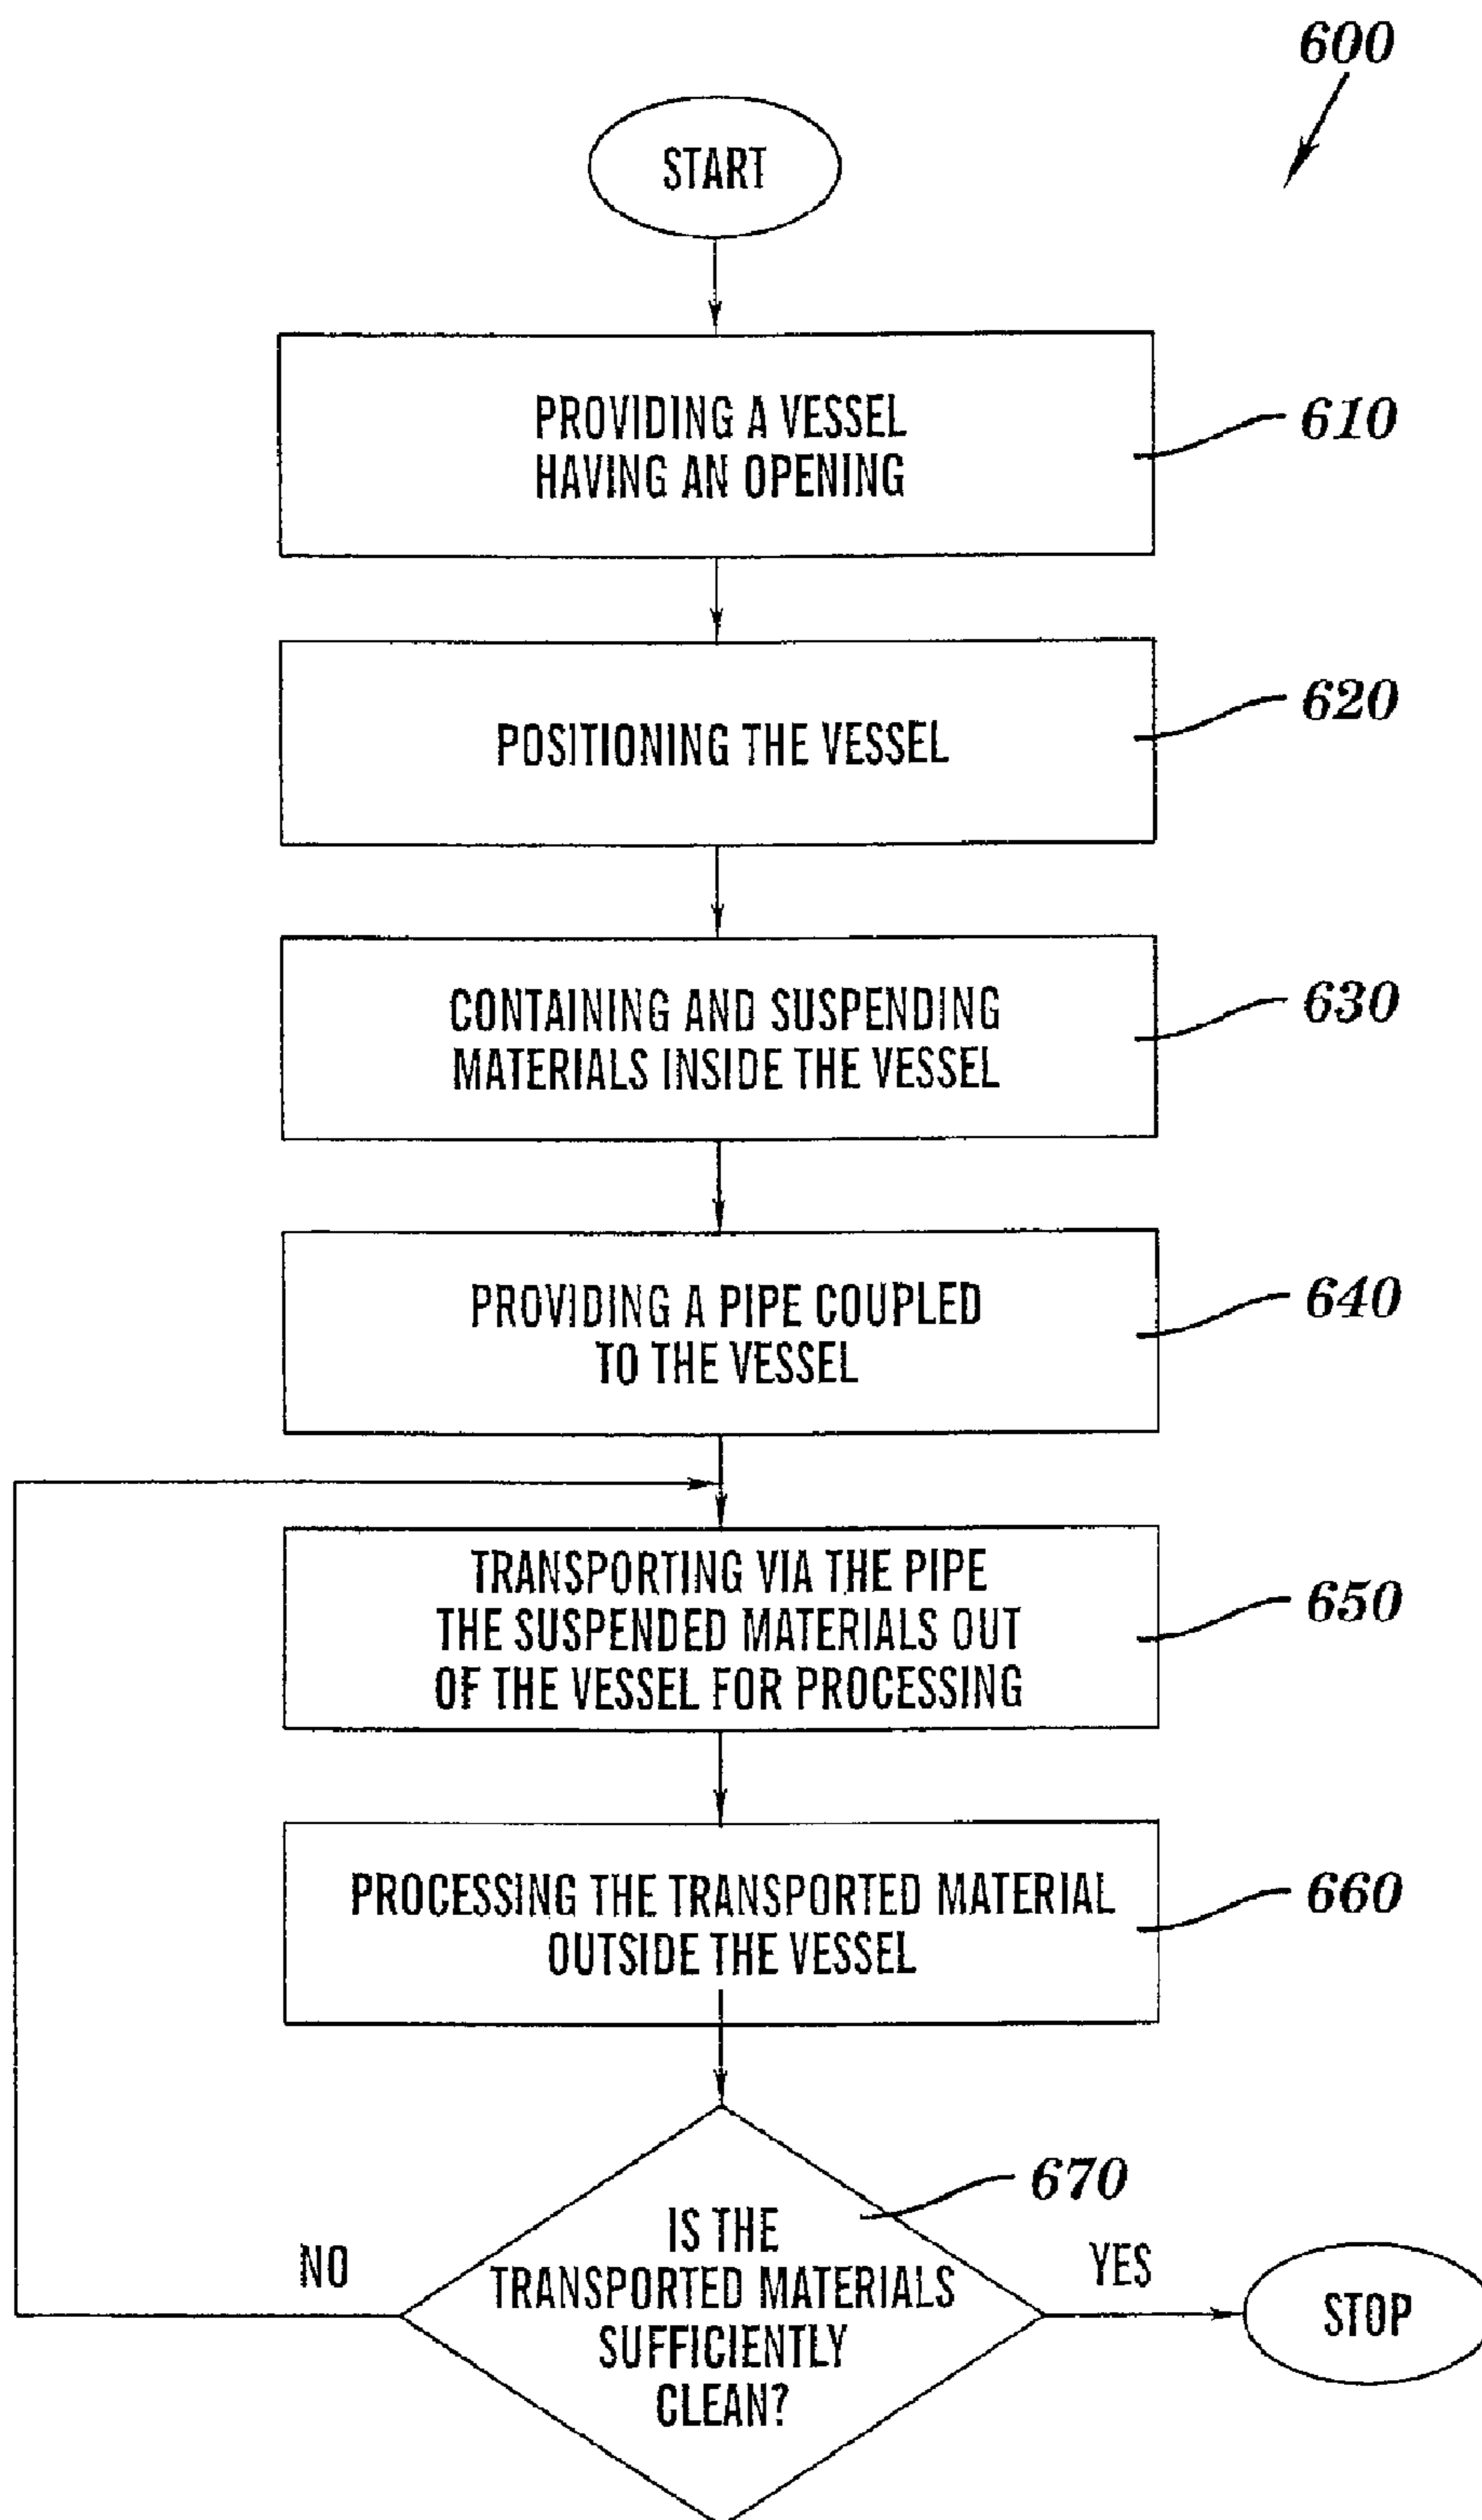 600
START
PROVIDING A VESSEL
HAVING AN OPENING
610
POSITIONING THE VESSEL
620
CONTAINING AND SUSPENDING
MATERIALS INSIDE THE VESSEL
630
PROVIDING A PIPE COUPLED
TO THE VESSEL
640
TRANSPORTING VIA THE PIPE
THE SUSPENDED MATERIALS OUT
OF THE VESSEL FOR PROCESSING
650
PROCESSING THE TRANSPORTED MATERIAL
OUTSIDE THE VESSEL
660
670
IS THE
TRANSPORTED MATERIALS
SUFFICIENTLY
CLEAN?
NO
YES
STOP